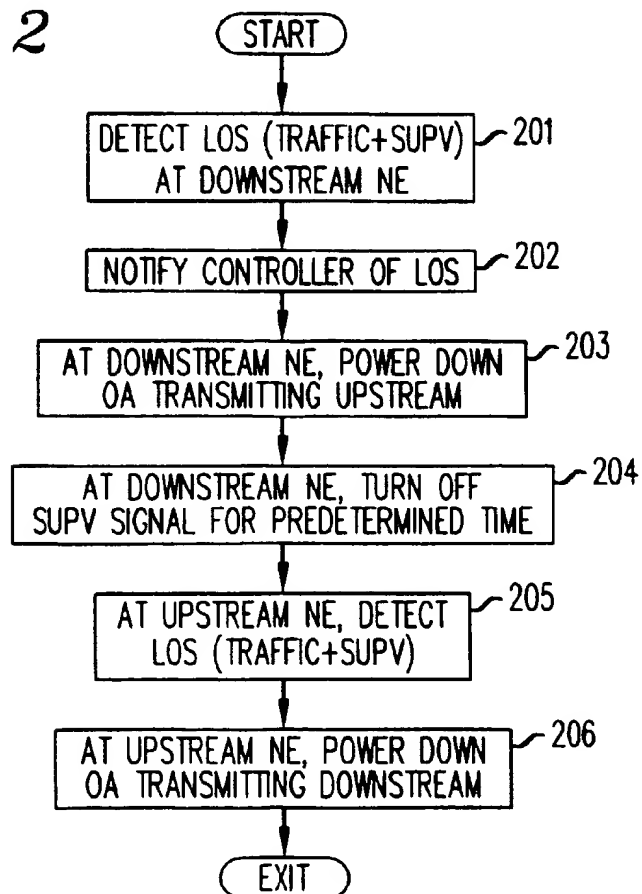 2
START
DETECT LOS (TRAFFIC+SUPV)
AT DOWNSTREAM NE
201
NOTIFY CONTROLLER OF LOS
202
AT DOWNSTREAM NE, POWER DOWN
OA TRANSMITTING UPSTREAM
203
AT DOWNSTREAM NE, TURN OFF
SUPV SIGNAL FOR PREDETERMINED TIME
204
AT UPSTREAM NE, DETECT
LOS (TRAFFIC+SUPV)
205
AT UPSTREAM NE, POWER DOWN
OA TRANSMITTING DOWNSTREAM
206
EXIT